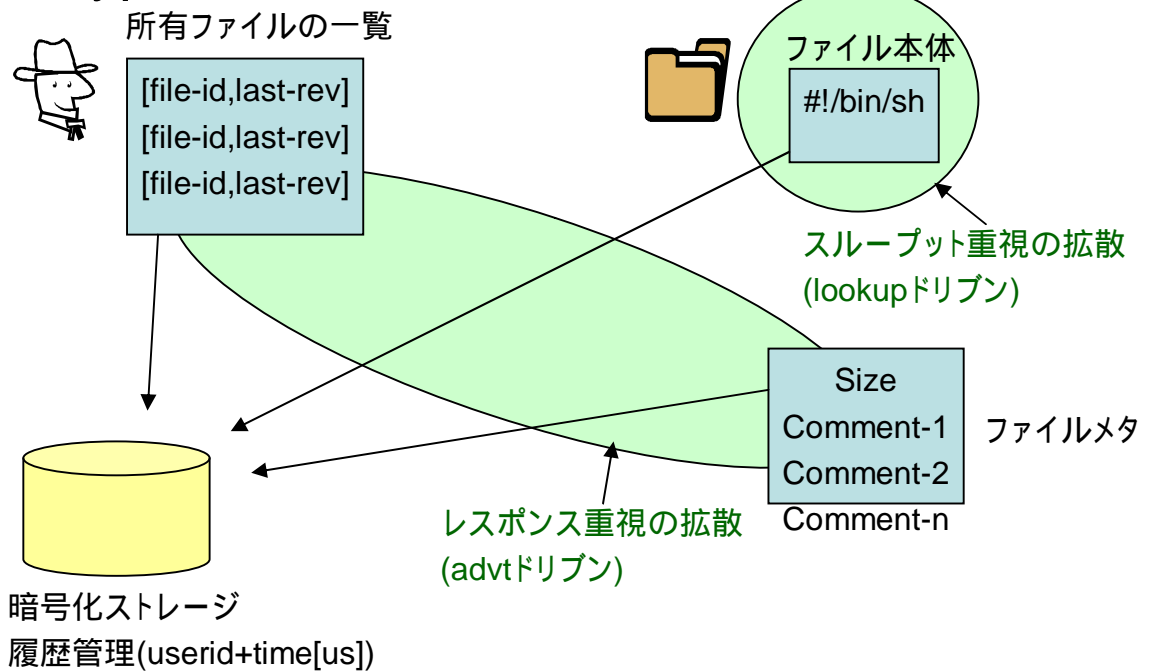 所有ファイルの一覧
[file-id,last-rev]
[file-id,last-rev]
[file-id,last-rev]
ファイル本体
#!/bin/sh
スループット重視の拡散
(lookupドリブン)
Size
Comment-1
Comment-2
Comment-n
ファイルメタ
レスポンス重視の拡散
(advtドリブン)
暗号化ストレージ
履歴管理(userid+time[us])